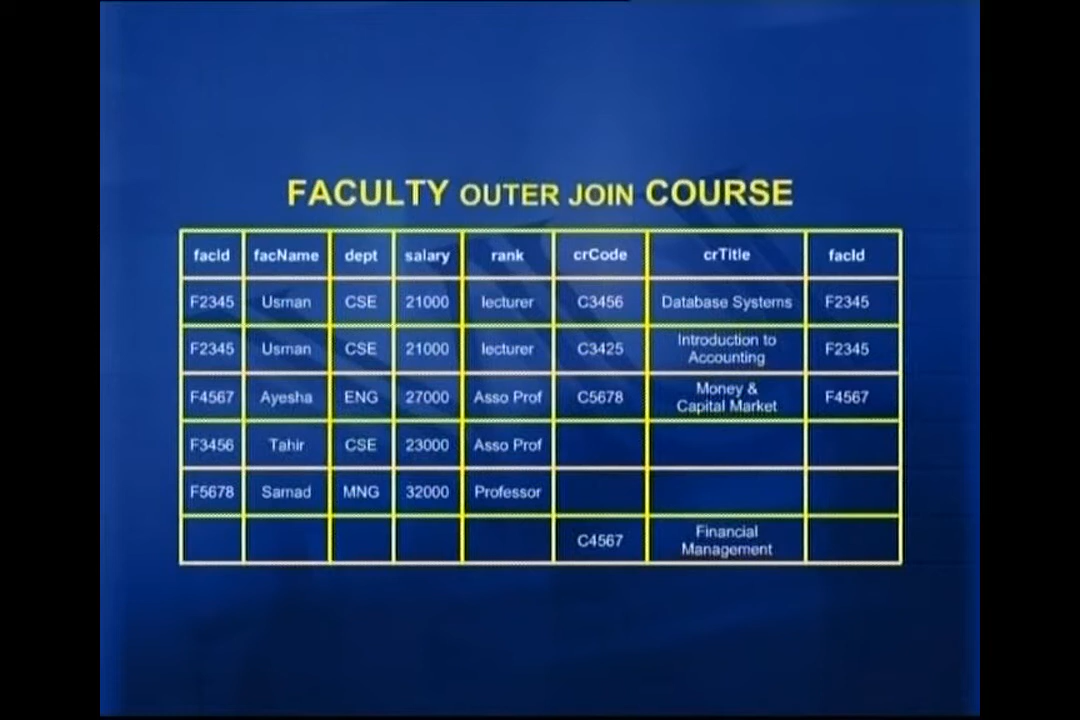 FACULTY OUTER JOIN COURSE
facId facName dept salary rank crCode crTitle facId
F2345 Usman CSE 21000 lecturer C3456 Database Systems F2345
F2345 Usman CSE 21000 lecturer C3425 Introduction to Accounting F2345
F4567 Ayesha ENG 27000 Asso Prof C5678 Money & Capital Market F4567
F3456 Tahir CSE 23000 Asso Prof
F5678 Samad MNG 32000 Professor
C4567 Financial Management